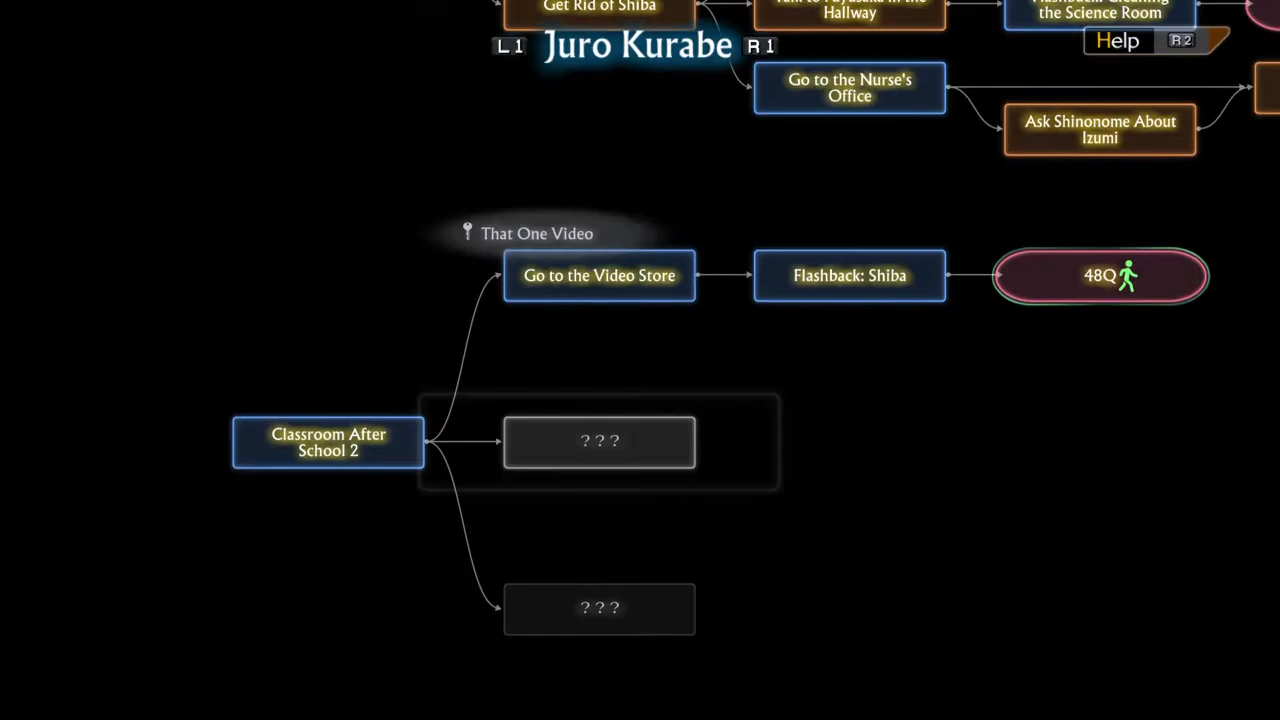 Get Rid of Shiba
Hallway
the Science Room
L1 Juro Kurabe R1
Help R2
Go to the Nurse's
Office
Ask Shinonome About
Izumi
That One Video
Go to the Video Store
Flashback: Shiba
48Q
Classroom After
School 2
? ? ?
? ? ?